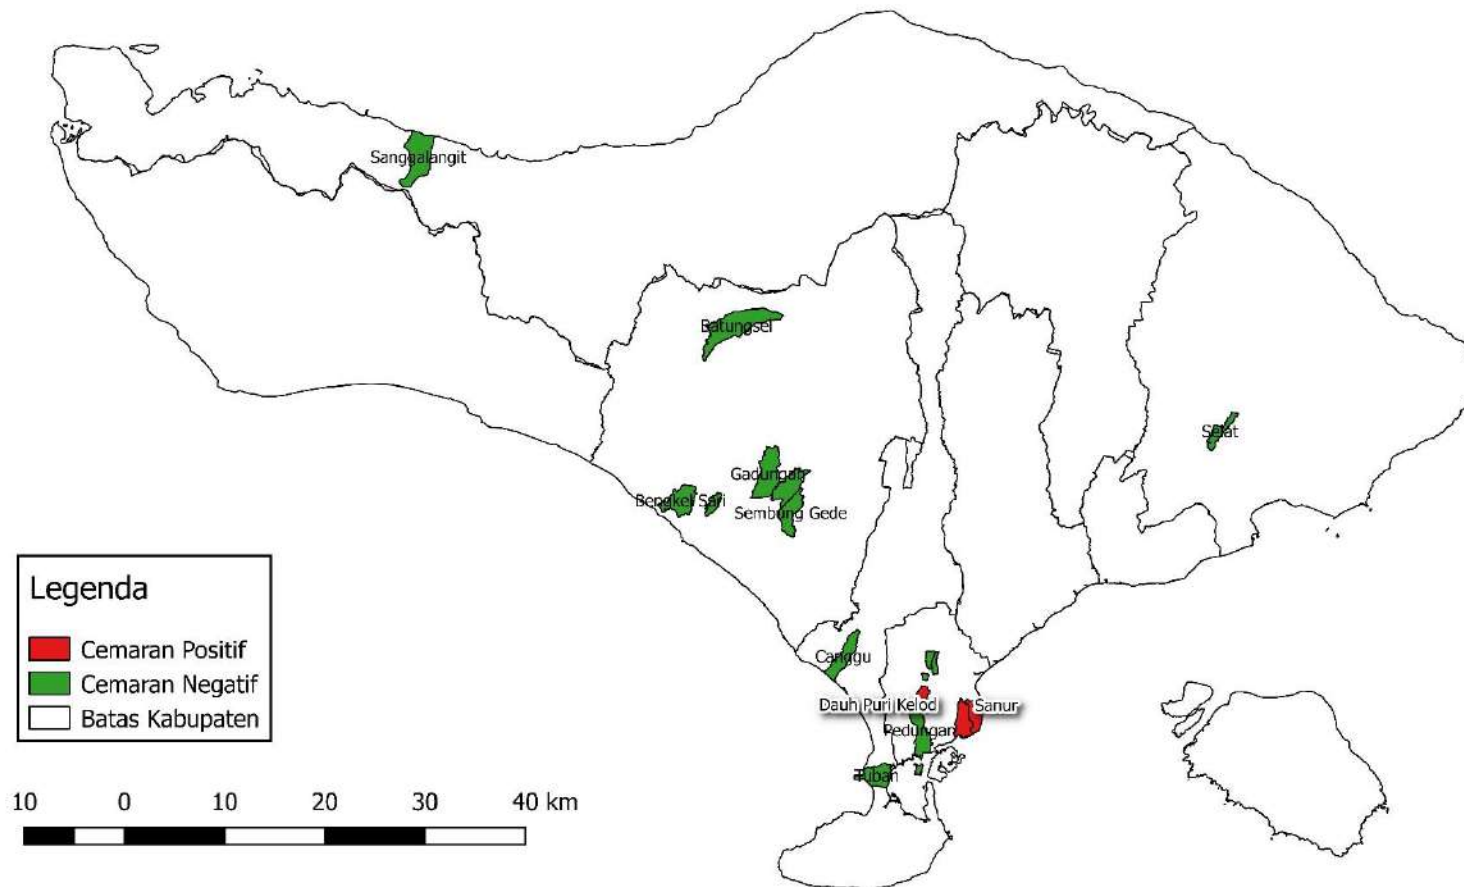 Sanggalangit
Batungsel
Selat
Gadungan
Bengkel Sari
Sembung Gede
Legenda
Cemaran Positif
Cemaran Negatif
Batas Kabupaten
Canggu
Dauh Puri Kelod
Sanur
Pedungan
Tuban
10 0 10 20 30 40 km